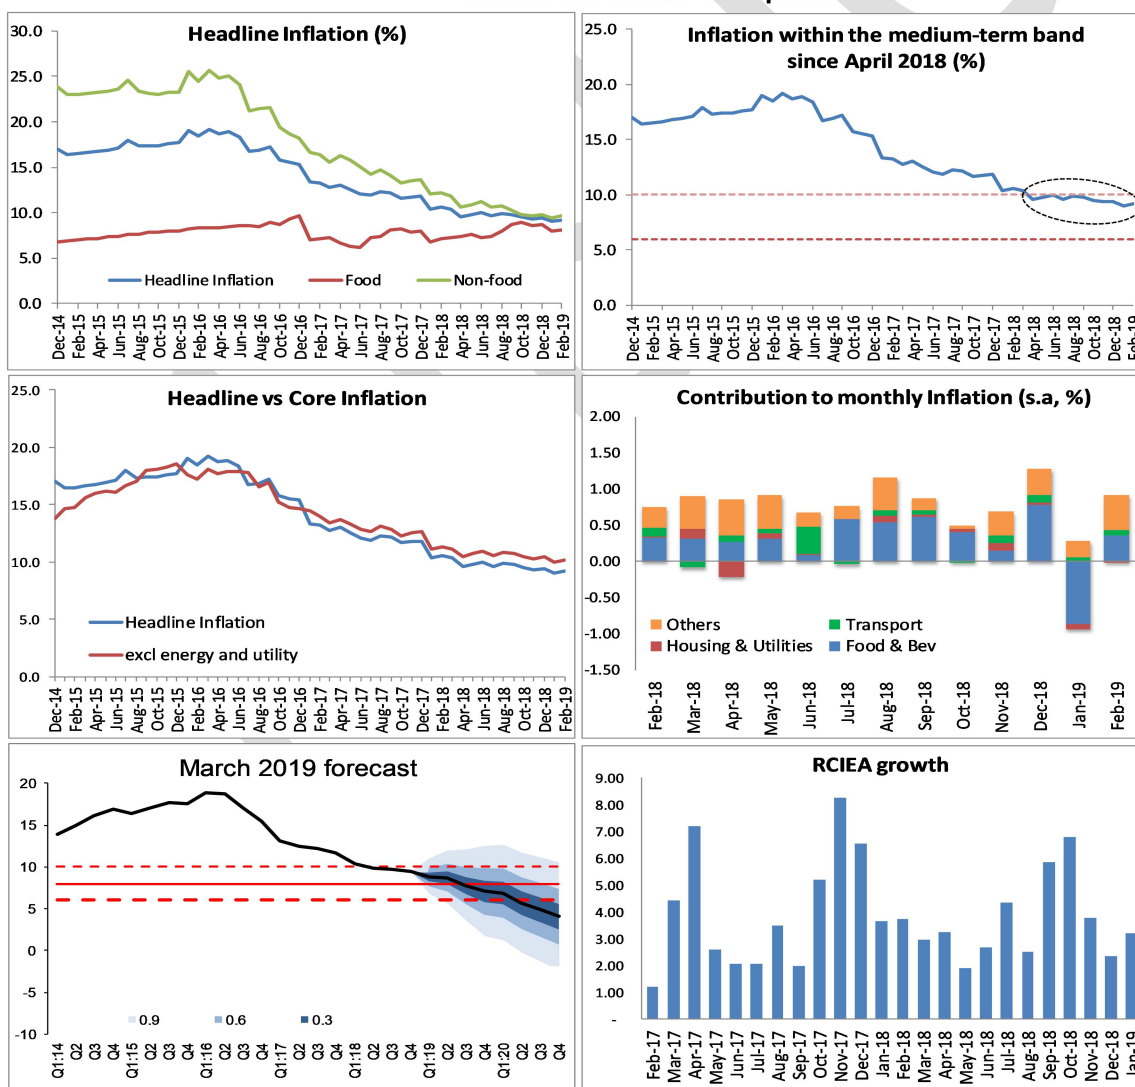 Headline Inflation (%)
30.0
25.0
20.0
15.0
10.0
5.0
0.0
Headline Inflation
Food
Non-food
Dec-14
Feb-15
Apr-15
Jun-15
Aug-15
Oct-15
Dec-15
Feb-16
Apr-16
Jun-16
Aug-16
Oct-16
Dec-16
Feb-17
Apr-17
Jun-17
Aug-17
Oct-17
Dec-17
Feb-18
Apr-18
Jun-18
Aug-18
Oct-18
Dec-18
Feb-19
Inflation within the medium-term band
since April 2018 (%)
25.0
20.0
15.0
10.0
5.0
0.0
Dec-14
Feb-15
Apr-15
Jun-15
Aug-15
Oct-15
Dec-15
Feb-16
Apr-16
Jun-16
Aug-16
Oct-16
Dec-16
Feb-17
Apr-17
Jun-17
Aug-17
Oct-17
Dec-17
Feb-18
Apr-18
Jun-18
Aug-18
Oct-18
Dec-18
Feb-19
Headline vs Core Inflation
25.0
20.0
15.0
10.0
5.0
0.0
Headline Inflation
excl energy and utility
Dec-14
Feb-15
Apr-15
Jun-15
Aug-15
Oct-15
Dec-15
Feb-16
Apr-16
Jun-16
Aug-16
Oct-16
Dec-16
Feb-17
Apr-17
Jun-17
Aug-17
Oct-17
Dec-17
Feb-18
Apr-18
Jun-18
Aug-18
Oct-18
Dec-18
Feb-19
Contribution to monthly Inflation (s.a, %)
2.00
1.50
1.00
0.50
0.00
-0.50
-1.00
-1.50
Others
Transport
Housing & Utilities
Food & Bev
Feb-18
Mar-18
Apr-18
May-18
Jun-18
Jul-18
Aug-18
Sep-18
Oct-18
Nov-18
Dec-18
Jan-19
Feb-19
March 2019 forecast
20
15
10
5
0
-5
-10
0.9
0.6
0.3
Q1:14
Q2
Q3
Q4
Q1:15
Q2
Q3
Q4
Q1:16
Q2
Q3
Q4
Q1:17
Q2
Q3
Q4
Q1:18
Q2
Q3
Q4
Q1:19
Q2
Q3
Q4
Q1:20
Q2
Q3
Q4
RCIEA growth
9.00
8.00
7.00
6.00
5.00
4.00
3.00
2.00
1.00
-
Feb-17
Mar-17
Apr-17
May-17
Jun-17
Jul-17
Aug-17
Sep-17
Oct-17
Nov-17
Dec-17
Jan-18
Feb-18
Mar-18
Apr-18
May-18
Jun-18
Jul-18
Aug-18
Sep-18
Oct-18
Nov-18
Dec-18
Jan-19